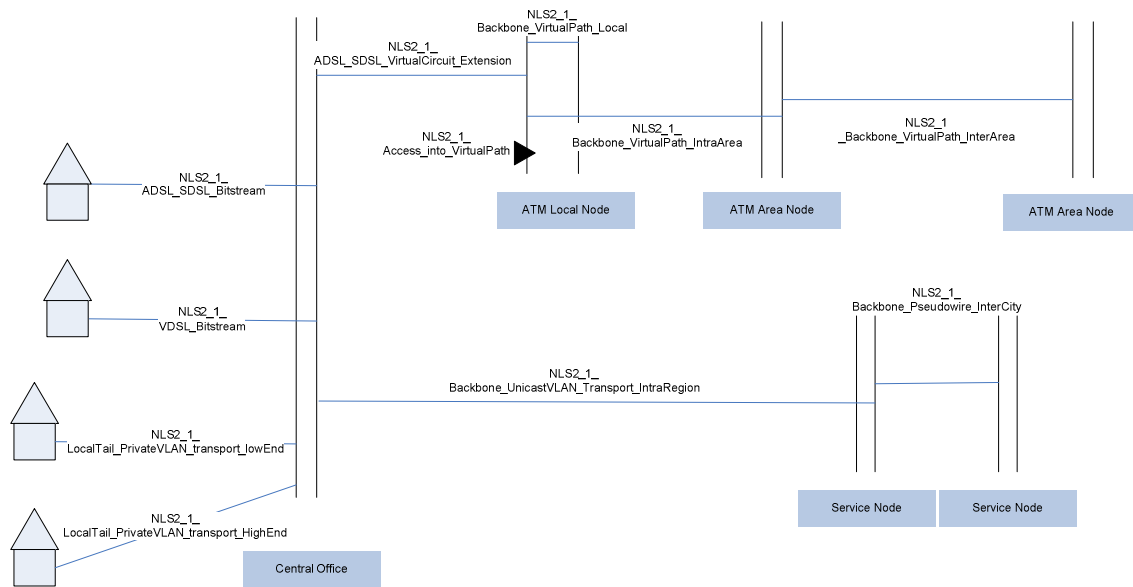 NLS2_1_
Backbone_VirtualPath_Local
NLS2_1_
ADSL_SDSL_VirtualCircuit_Extension
NLS2_1_
Access_into_VirtualPath
NLS2_1_
Backbone_VirtualPath_IntraArea
NLS2_1
_Backbone_VirtualPath_InterArea
NLS2_1_
ADSL_SDSL_Bitstream
ATM Local Node
ATM Area Node
ATM Area Node
NLS2_1_
VDSL_Bitstream
NLS2_1_
Backbone_Pseudowire_InterCity
NLS2_1_
Backbone_UnicastVLAN_Transport_IntraRegion
NLS2_1_
LocalTail_PrivateVLAN_transport_lowEnd
Service Node
Service Node
NLS2_1_
LocalTail_PrivateVLAN_transport_HighEnd
Central Office